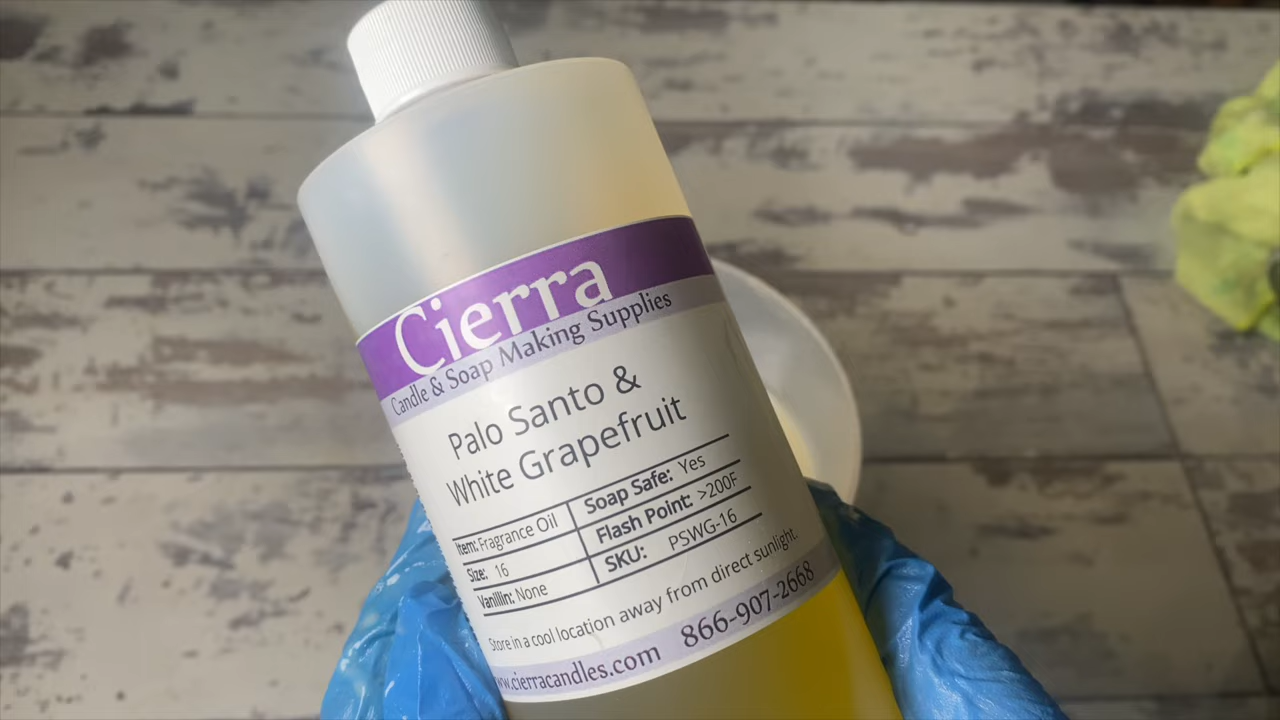 Cierra
Candle & Soap Making Supplies
Palo Santo &
White Grapefruit
Item: Fragrance Oil
Size: 16
Vanillin: None
Soap Safe: Yes
Flash Point: >200F
SKU: PSWG-16
Store in a cool location away from direct sunlight.
www.cierracandles.com 866-907-2668